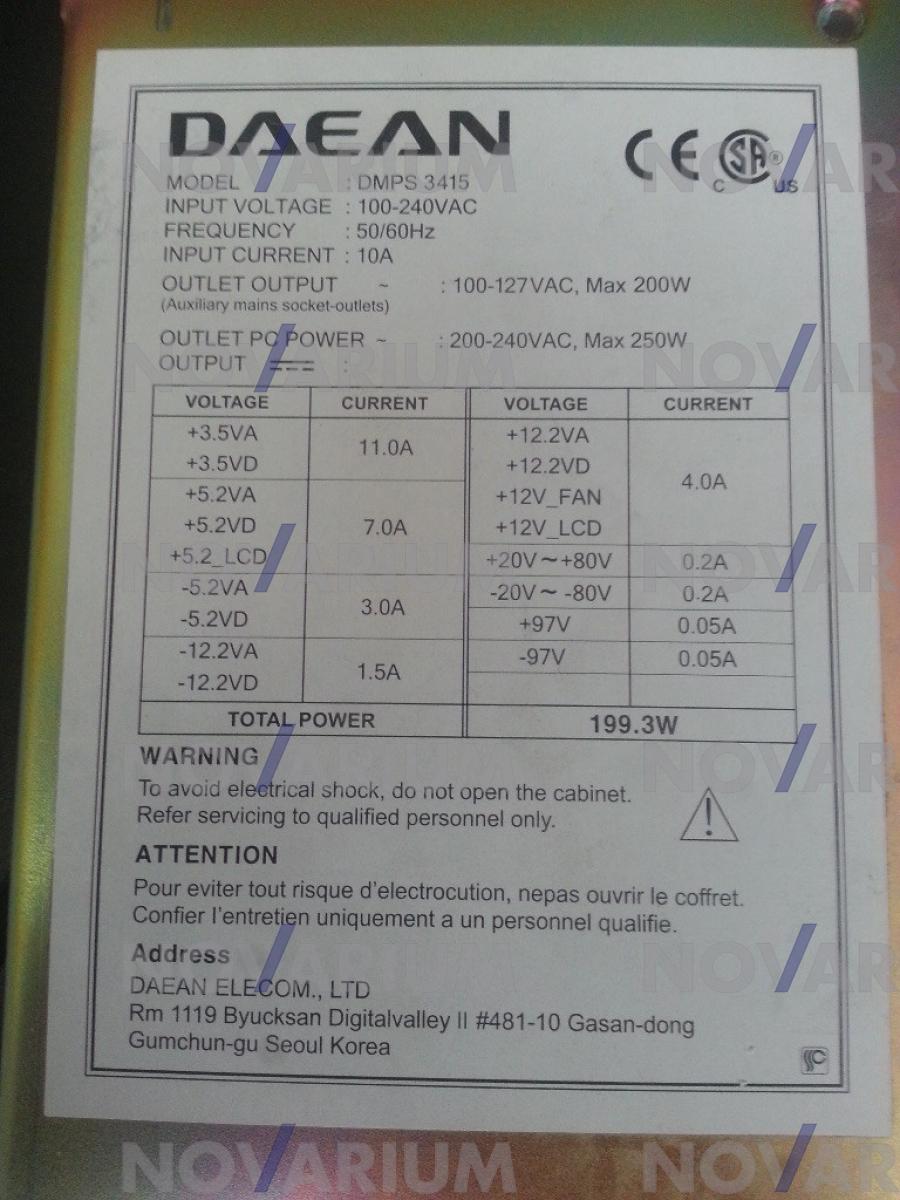 DAEAN
CE C SA ® US
MODEL : DMPS 3415
INPUT VOLTAGE : 100-240VAC
FREQUENCY : 50/60Hz
INPUT CURRENT : 10A
OUTLET OUTPUT ~ : 100-127VAC, Max 200W
(Auxiliary mains socket-outlets)
OUTLET PC POWER ~ : 200-240VAC, Max 250W
OUTPUT ⎓ :
VOLTAGE CURRENT VOLTAGE CURRENT
+3.5VA 11.0A +12.2VA 4.0A
+3.5VD +12.2VD
+5.2VA 7.0A +12V_FAN
+5.2VD +12V_LCD
+5.2_LCD +20V~+80V 0.2A
-5.2VA 3.0A -20V~ -80V 0.2A
-5.2VD +97V 0.05A
-12.2VA 1.5A -97V 0.05A
-12.2VD
TOTAL POWER 199.3W
WARNING
To avoid electrical shock, do not open the cabinet.
Refer servicing to qualified personnel only.
ATTENTION
Pour eviter tout risque d'electrocution, nepas ouvrir le coffret.
Confier l'entretien uniquement a un personnel qualifie.
Address
DAEAN ELECOM., LTD
Rm 1119 Byucksan Digitalvalley II #481-10 Gasan-dong
Gumchun-gu Seoul Korea
NOVARIUM